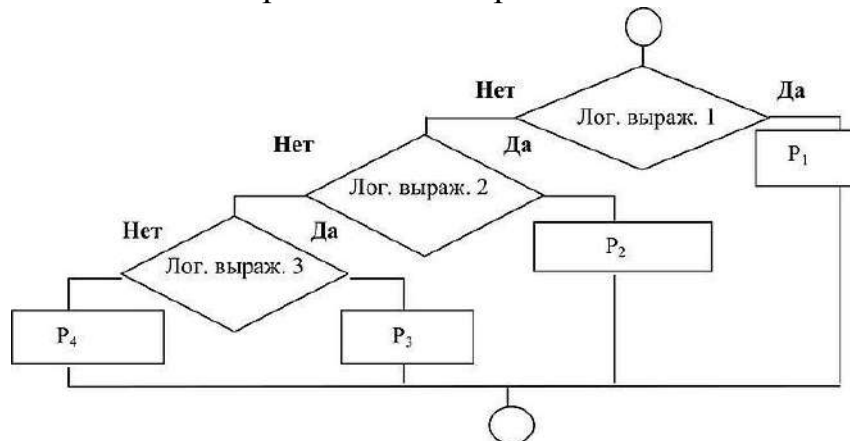 Нет
Да
Лог. выраж. 1
Нет
Да
P1
Лог. выраж. 2
Нет
Да
P2
Лог. выраж. 3
P4
P3